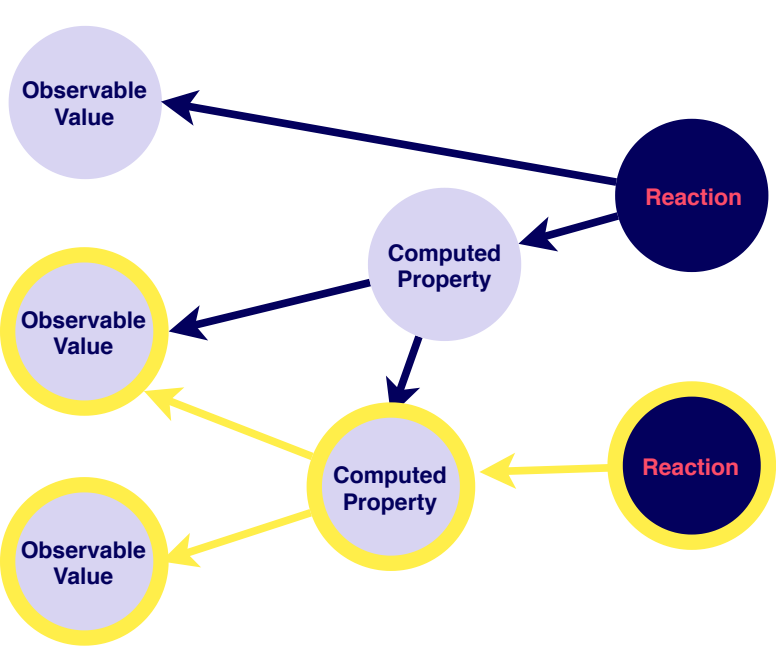 Observable
Value
Reaction
Computed
Property
Observable
Value
Computed
Property
Reaction
Observable
Value